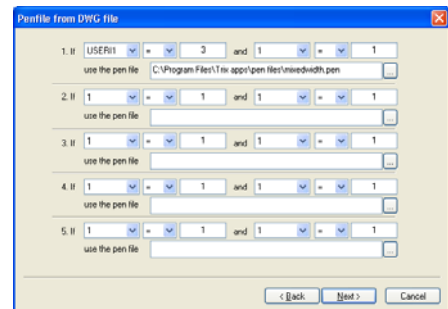 Penfile from DWG file
1. If USERI1 = 3 and 1 = 1
use the pen file C:\Program Files\Trix apps\pen files\mixedwidth.pen ...
2. If 1 = 1 and 1 = 1
use the pen file ...
3. If 1 = 1 and 1 = 1
use the pen file ...
4. If 1 = 1 and 1 = 1
use the pen file ...
5. If 1 = 1 and 1 = 1
use the pen file ...
< Back Next > Cancel